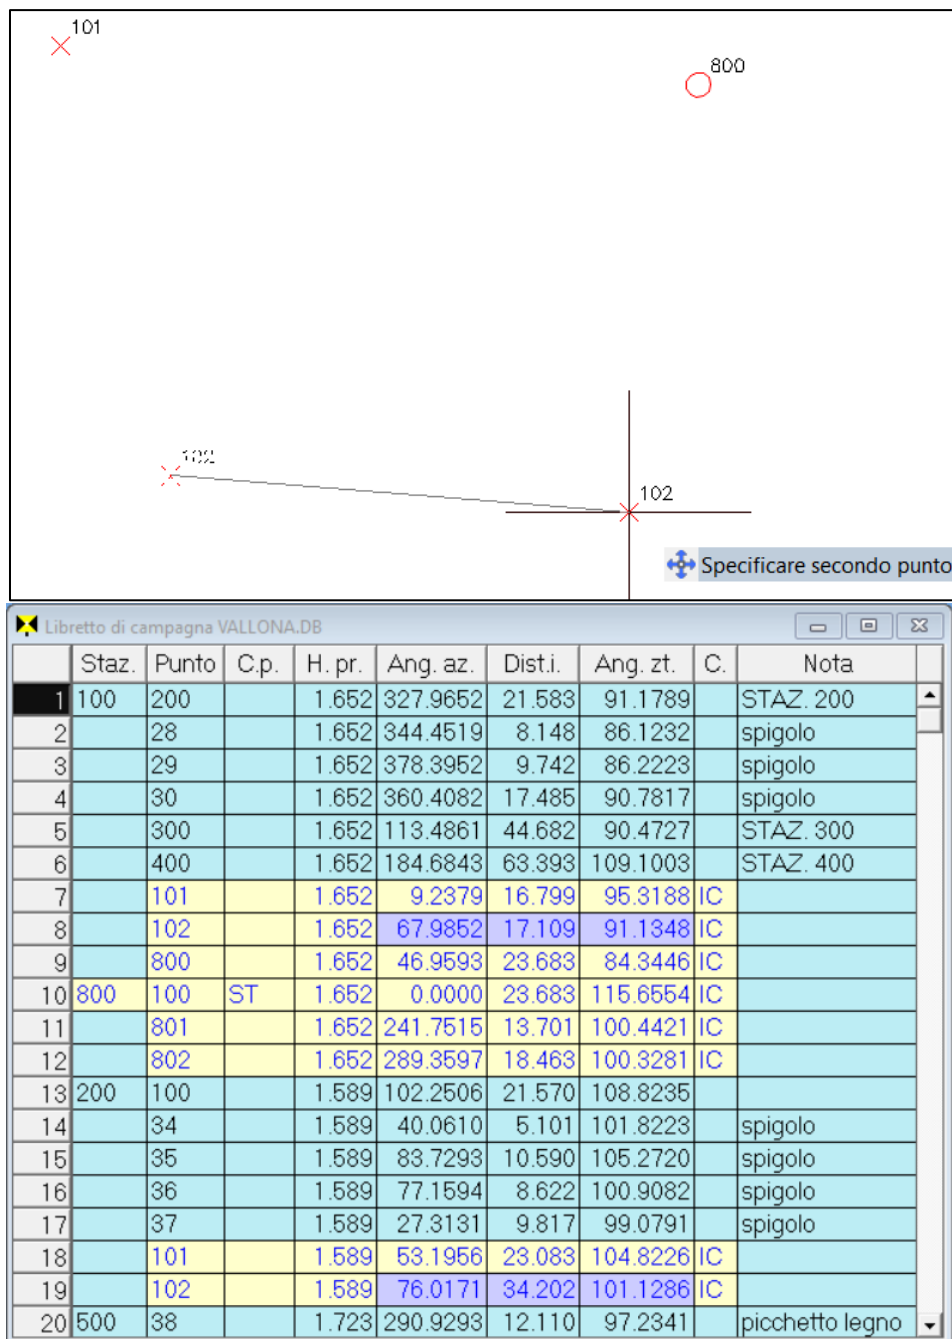 101
800
102
102
Specificare secondo punto
Libretto di campagna VALLONA.DB
Staz. Punto C.p. H. pr. Ang. az. Dist.i. Ang. zt. C. Nota
1 100 200 1.652 327.9652 21.583 91.1789 STAZ. 200
2 28 1.652 344.4519 8.148 86.1232 spigolo
3 29 1.652 378.3952 9.742 86.2223 spigolo
4 30 1.652 360.4082 17.485 90.7817 spigolo
5 300 1.652 113.4861 44.682 90.4727 STAZ. 300
6 400 1.652 184.6843 63.393 109.1003 STAZ. 400
7 101 1.652 9.2379 16.799 95.3188 IC
8 102 1.652 67.9852 17.109 91.1348 IC
9 800 1.652 46.9593 23.683 84.3446 IC
10 800 100 ST 1.652 0.0000 23.683 115.6554 IC
11 801 1.652 241.7515 13.701 100.4421 IC
12 802 1.652 289.3597 18.463 100.3281 IC
13 200 100 1.589 102.2506 21.570 108.8235
14 34 1.589 40.0610 5.101 101.8223 spigolo
15 35 1.589 83.7293 10.590 105.2720 spigolo
16 36 1.589 77.1594 8.622 100.9082 spigolo
17 37 1.589 27.3131 9.817 99.0791 spigolo
18 101 1.589 53.1956 23.083 104.8226 IC
19 102 1.589 76.0171 34.202 101.1286 IC
20 500 38 1.723 290.9293 12.110 97.2341 picchetto legno